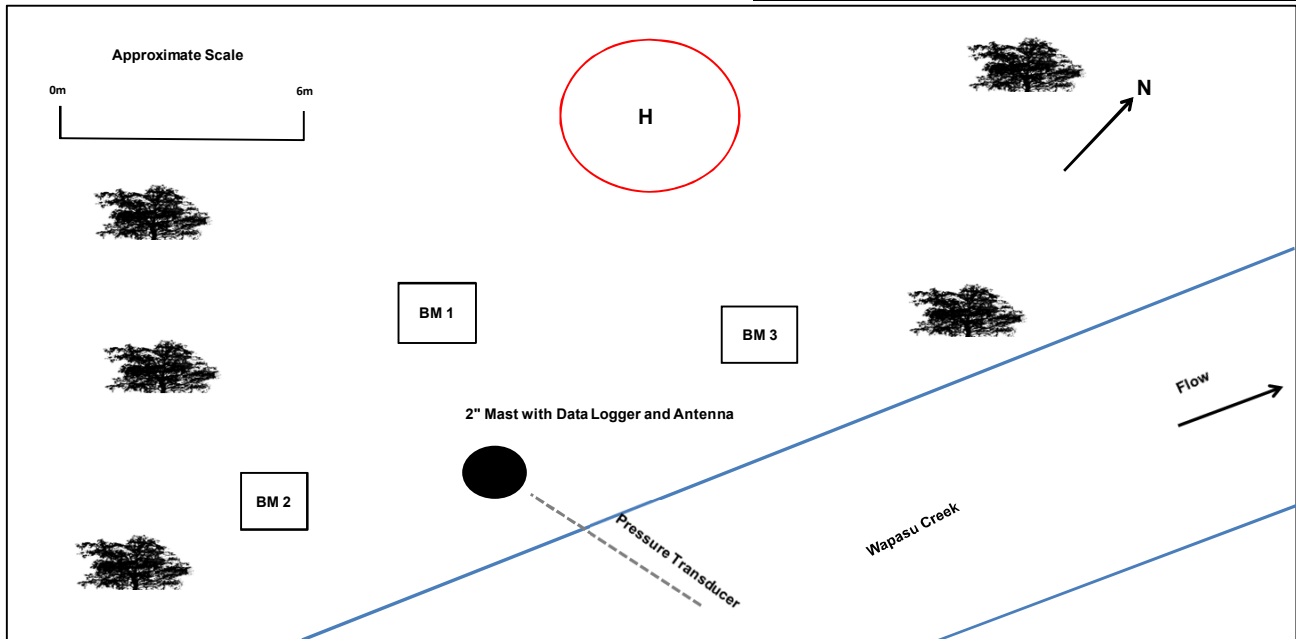 Approximate Scale
0m
6m
H
N
BM 1
BM 3
Flow
2" Mast with Data Logger and Antenna
BM 2
Wapasu Creek
Pressure Transducer